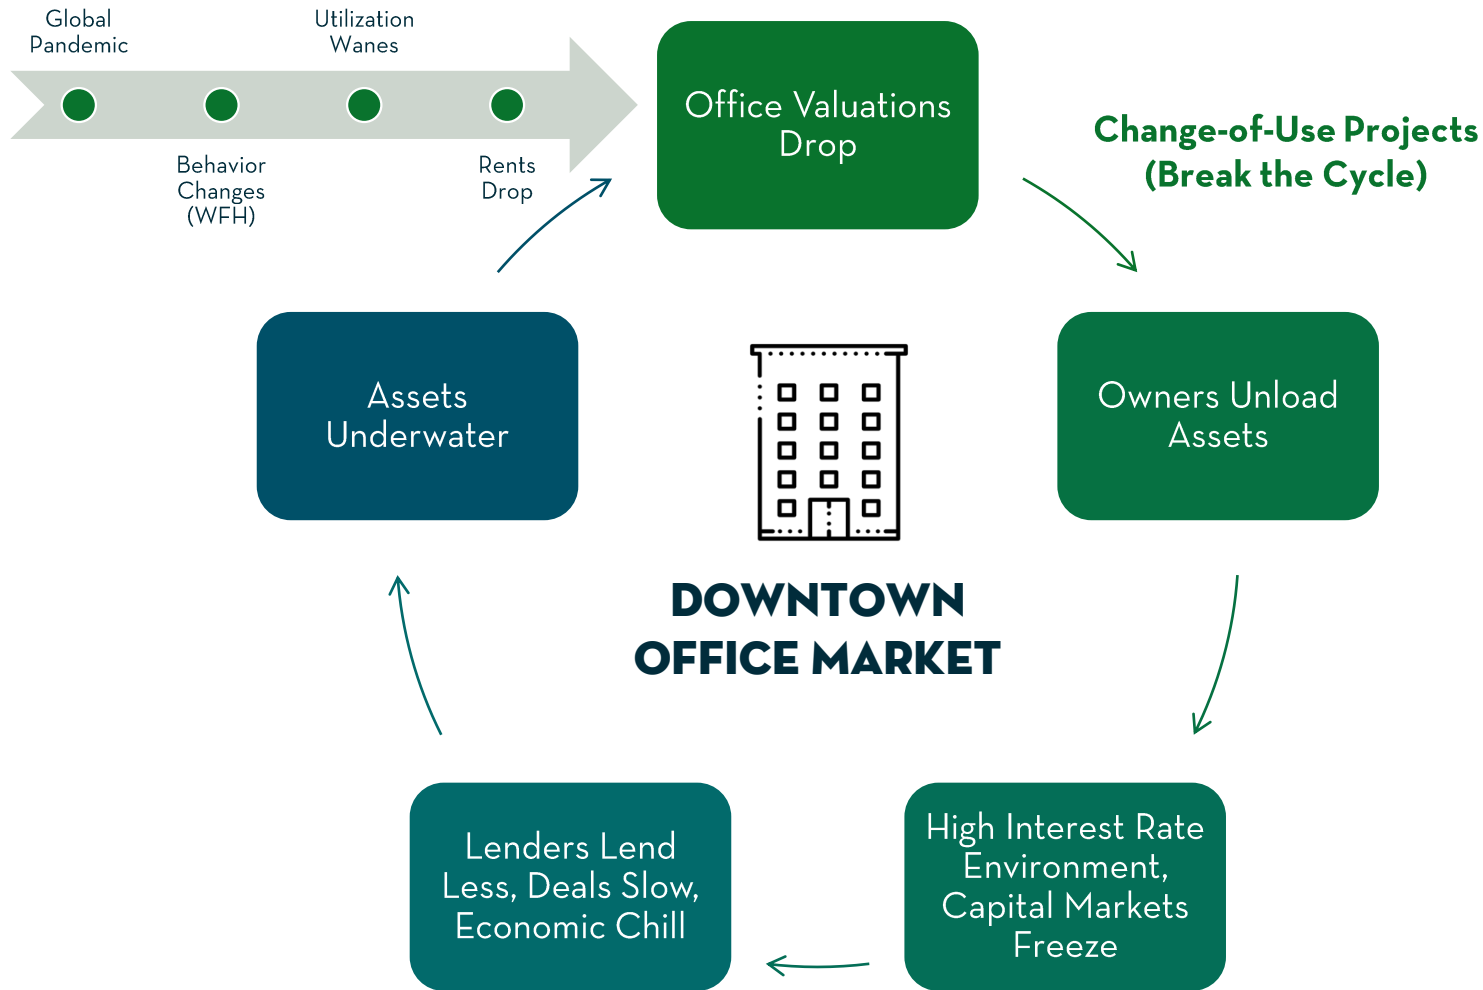 Global
Pandemic
Behavior
Changes
(WFH)
Utilization
Wanes
Rents
Drop
Office Valuations
Drop
Change-of-Use Projects
(Break the Cycle)
Owners Unload
Assets
High Interest Rate
Environment,
Capital Markets
Freeze
Lenders Lend
Less, Deals Slow,
Economic Chill
Assets
Underwater
DOWNTOWN
OFFICE MARKET